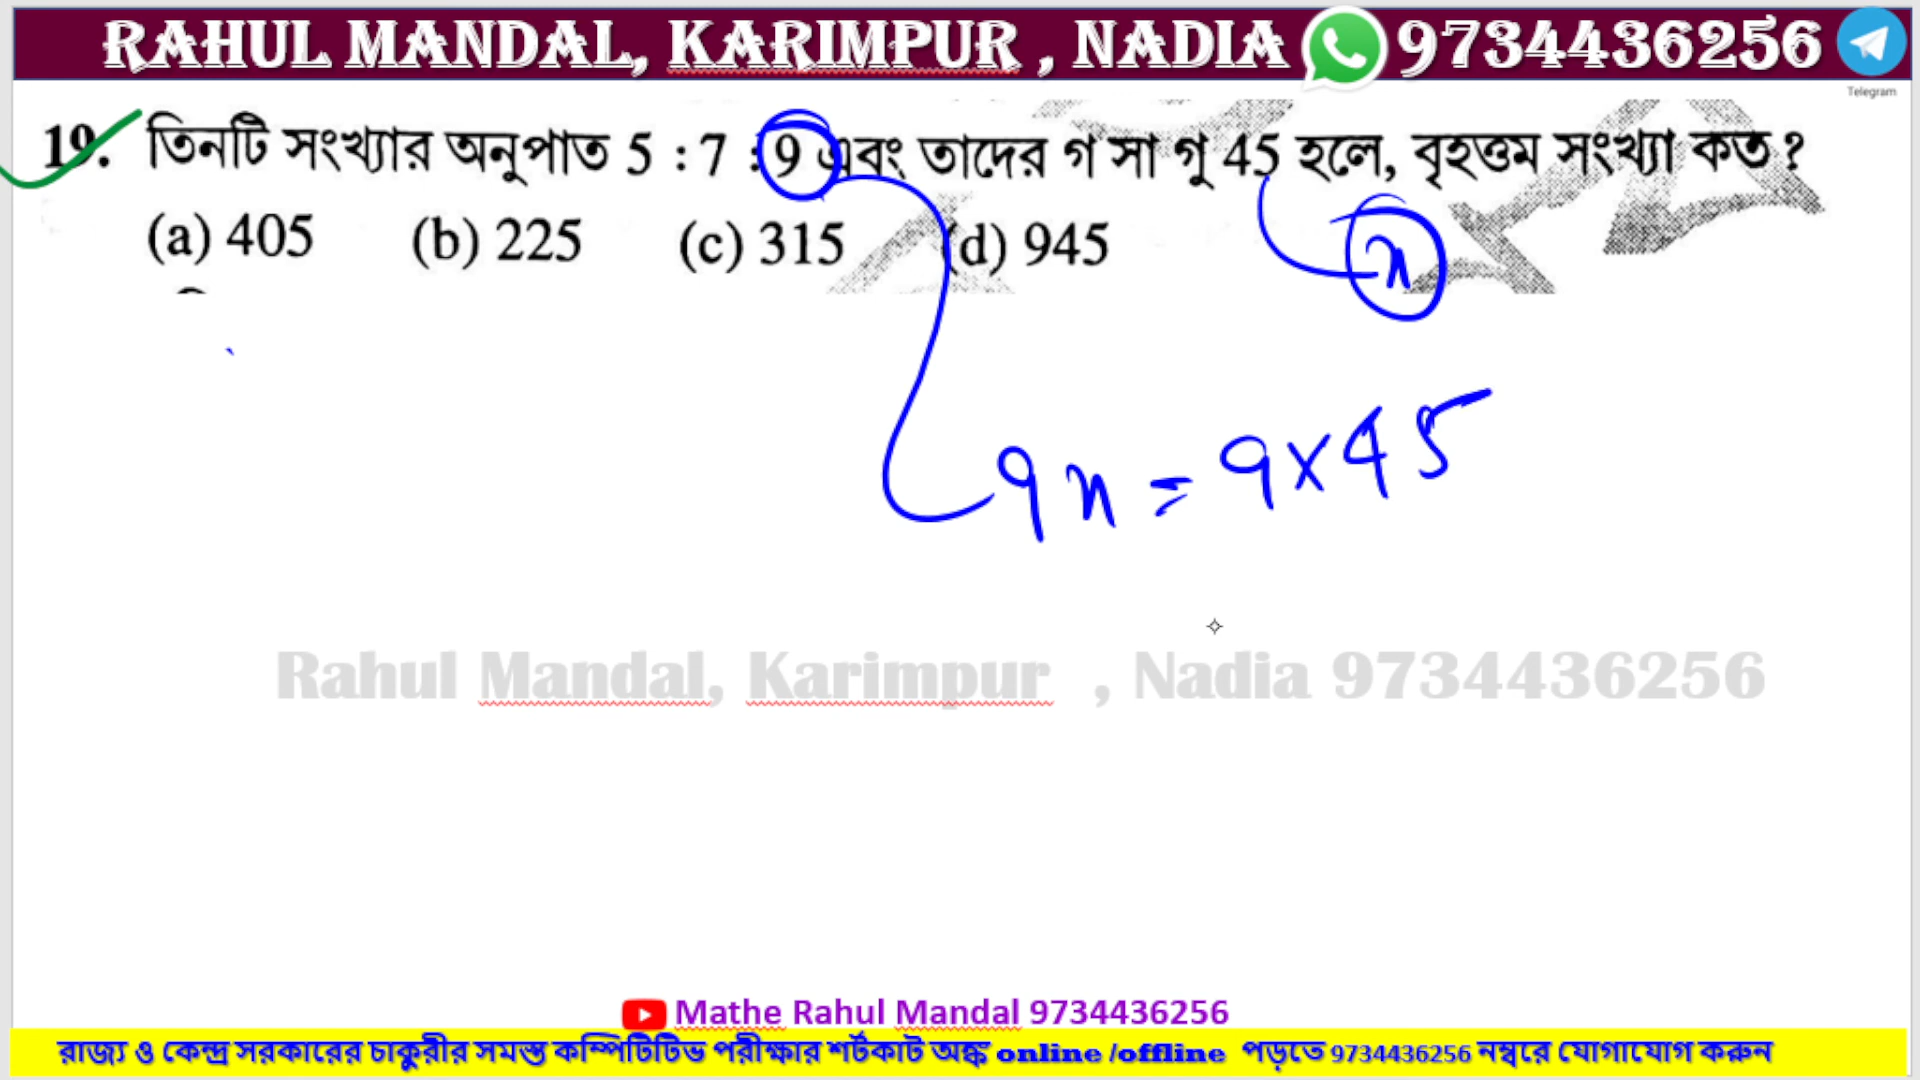 RAHUL MANDAL, KARIMPUR , NADIA 9734436256
Telegram
19. তিনটি সংখ্যার অনুপাত 5 : 7 : 9 এবং তাদের গ সা গু 45 হলে, বৃহত্তম সংখ্যা কত ?
(a) 405 (b) 225 (c) 315 (d) 945
x
9x = 9×45
Rahul Mandal, Karimpur , Nadia 9734436256
Mathe Rahul Mandal 9734436256
রাজ্য ও কেন্দ্র সরকারের চাকুরীর সমস্ত কম্পিটিটিভ পরীক্ষার শর্টকাট অঙ্ক online /offline পড়তে 9734436256 নম্বরে যোগাযোগ করুন